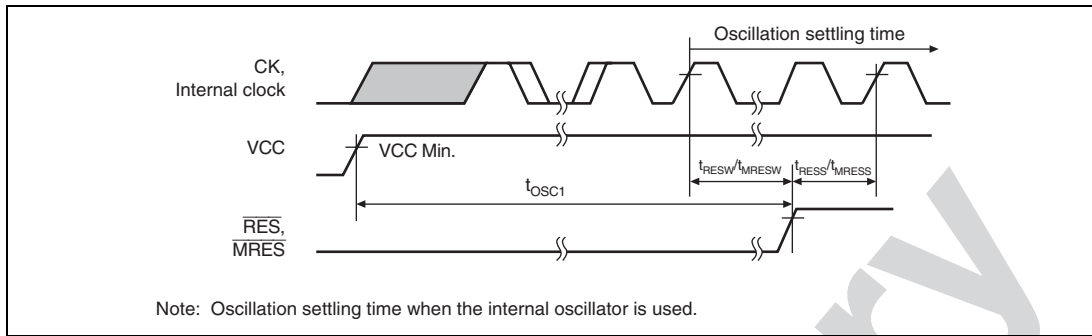 Oscillation settling time
CK,
Internal clock
VCC
VCC Min.
tRESW/tMRESW
tRESS/tMRESS
tOSC1
RES,
MRES
Note: Oscillation settling time when the internal oscillator is used.